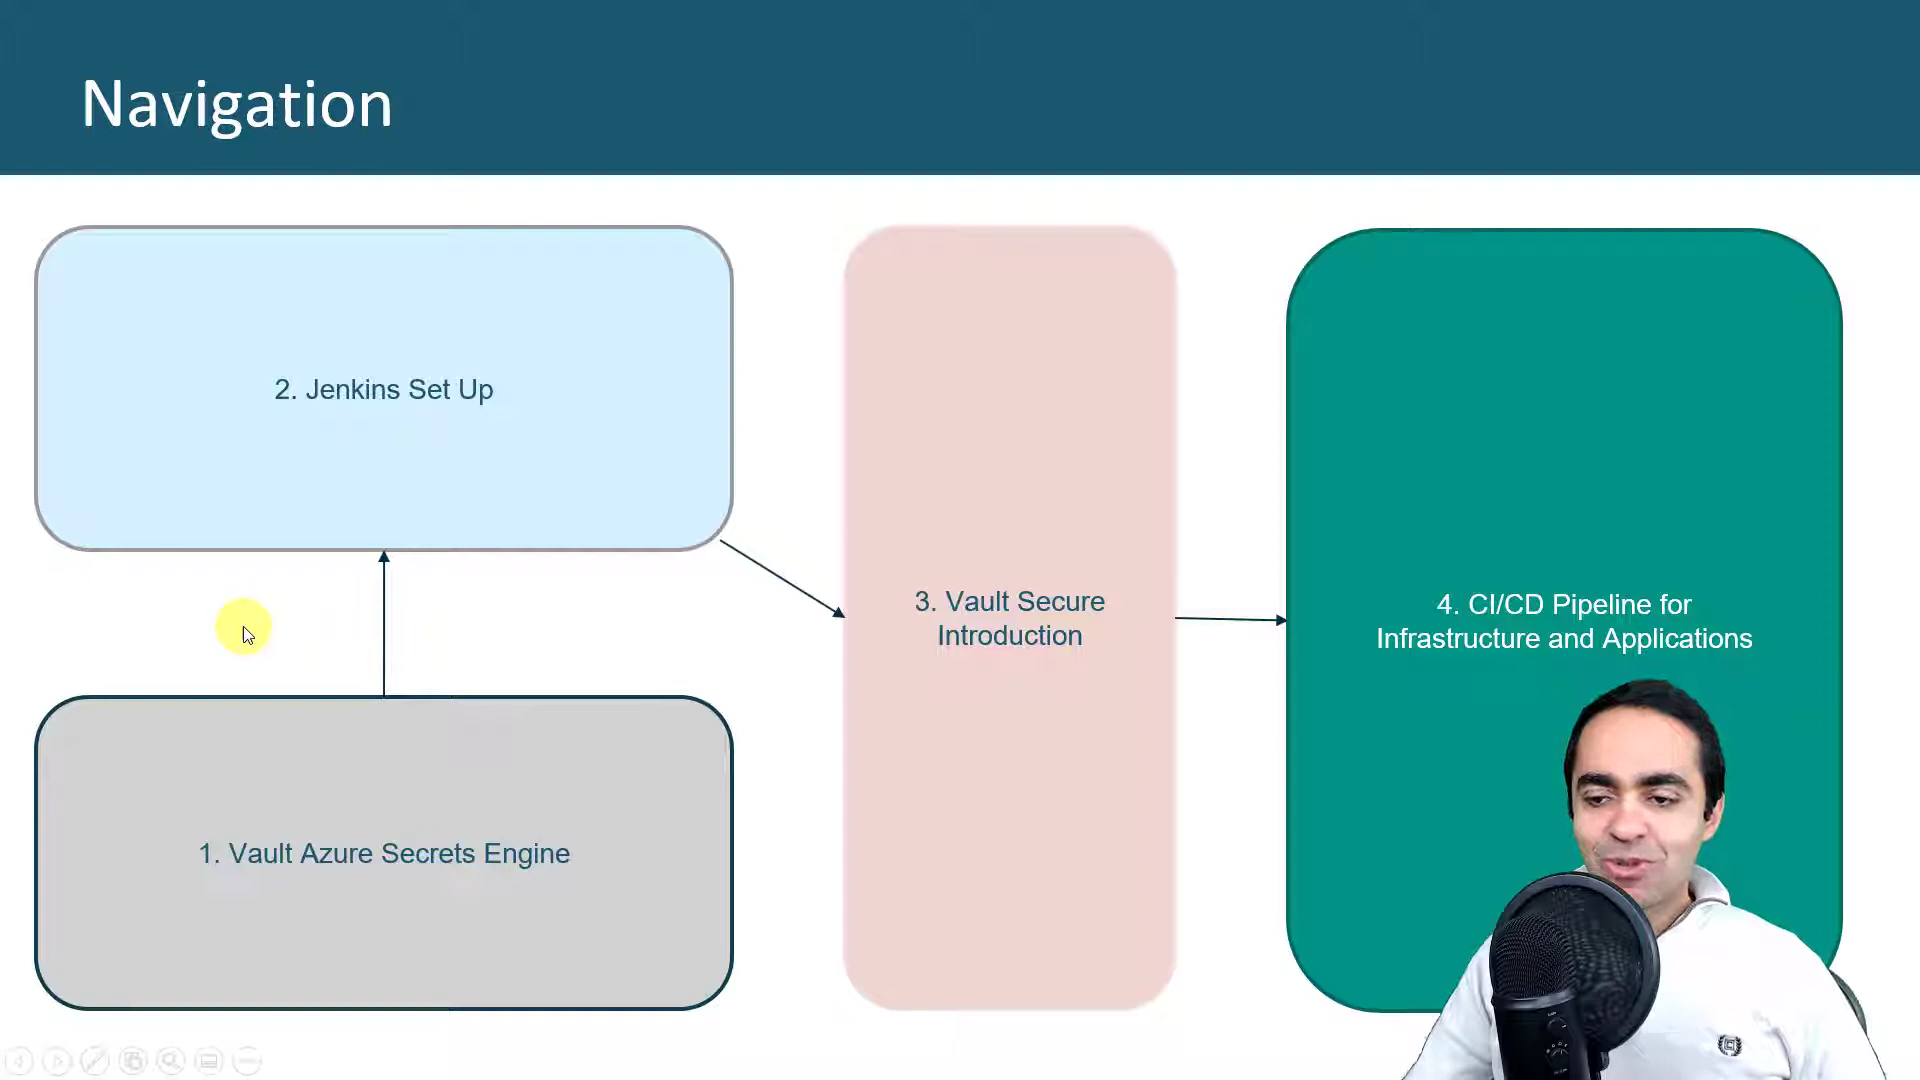 Navigation
2. Jenkins Set Up
1. Vault Azure Secrets Engine
3. Vault Secure
Introduction
4. CI/CD Pipeline for
Infrastructure and Applications